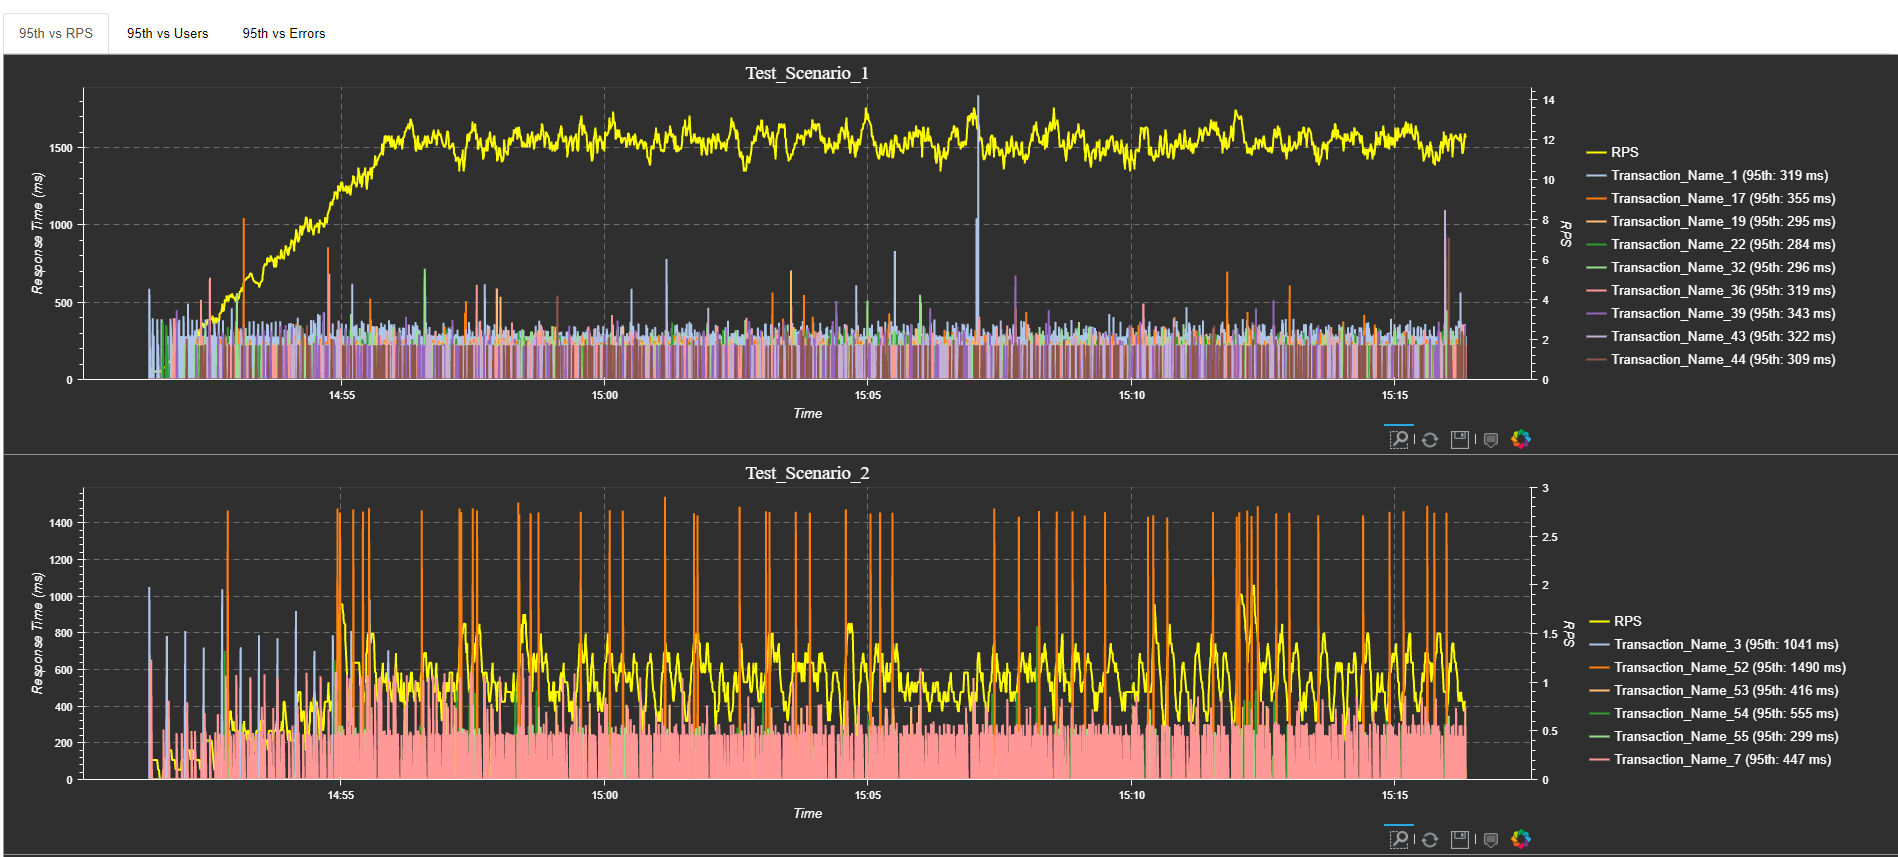 95th vs RPS 95th vs Users 95th vs Errors
Test_Scenario_1
Response Time (ms)
1500
1000
500
0
14
12
10
8
6
4
2
0
RPS
14:55 15:00 15:05 15:10 15:15
Time
RPS
Transaction_Name_1 (95th: 319 ms)
Transaction_Name_17 (95th: 355 ms)
Transaction_Name_19 (95th: 295 ms)
Transaction_Name_22 (95th: 284 ms)
Transaction_Name_32 (95th: 296 ms)
Transaction_Name_36 (95th: 319 ms)
Transaction_Name_39 (95th: 343 ms)
Transaction_Name_43 (95th: 322 ms)
Transaction_Name_44 (95th: 309 ms)
Test_Scenario_2
Response Time (ms)
1400
1200
1000
800
600
400
200
0
3
2.5
2
1.5
1
0.5
0
RPS
14:55 15:00 15:05 15:10 15:15
Time
RPS
Transaction_Name_3 (95th: 1041 ms)
Transaction_Name_52 (95th: 1490 ms)
Transaction_Name_53 (95th: 416 ms)
Transaction_Name_54 (95th: 555 ms)
Transaction_Name_55 (95th: 299 ms)
Transaction_Name_7 (95th: 447 ms)